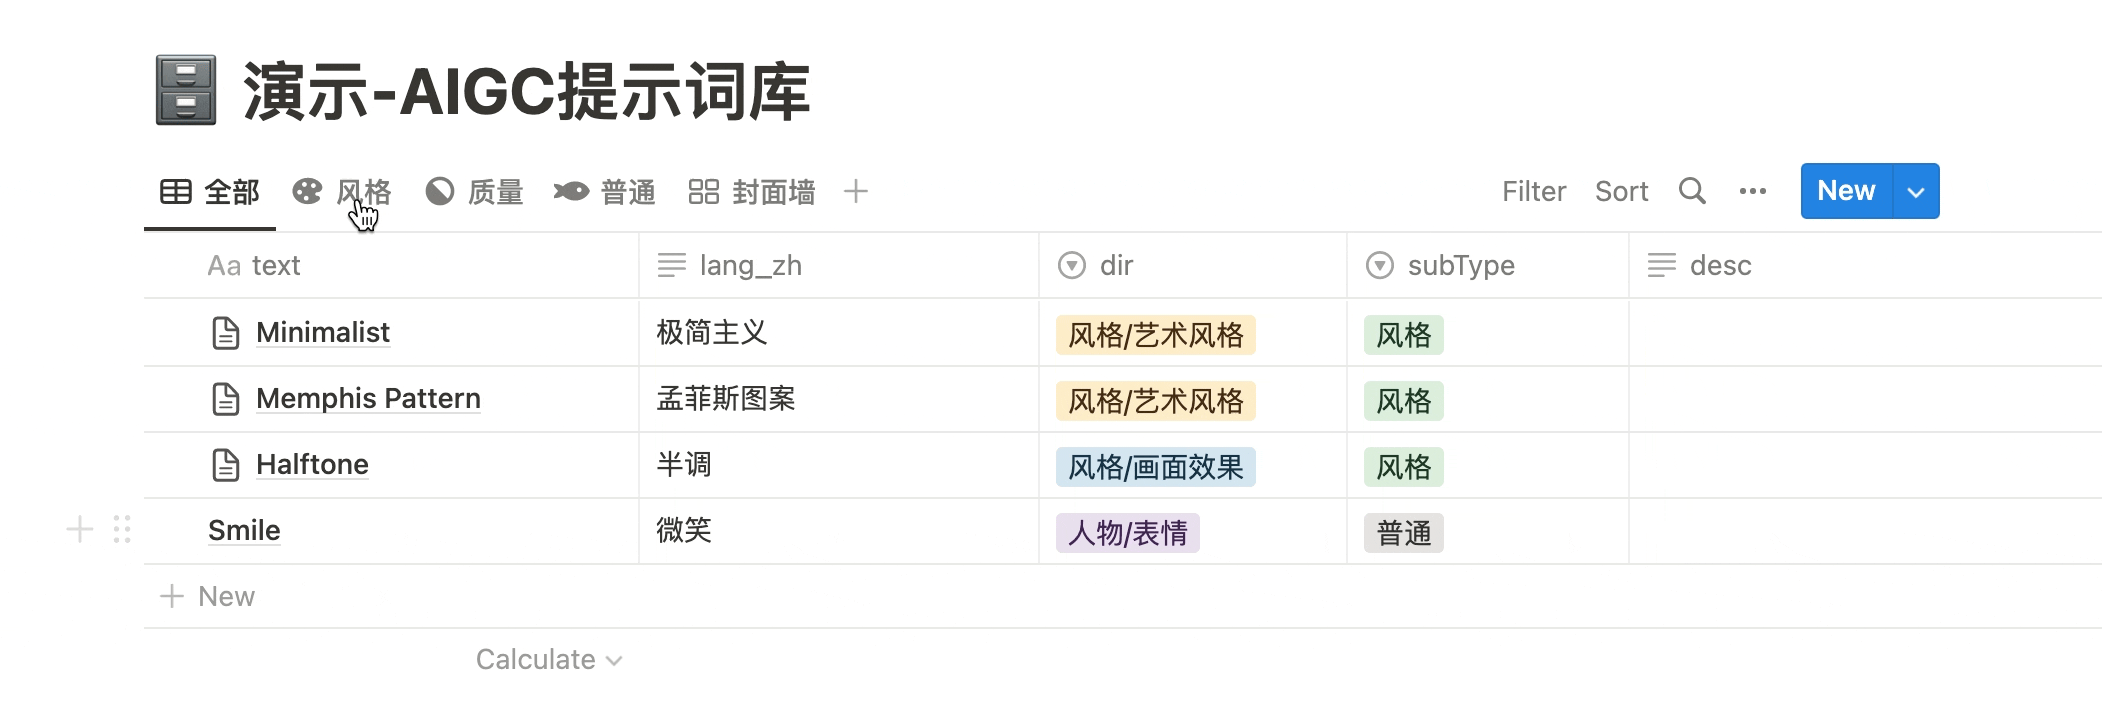 演示-AIGC提示词库
全部 风格 质量 普通 封面墙 Filter Sort New
Aa text lang_zh dir subType desc
Minimalist 极简主义 风格/艺术风格 风格
Memphis Pattern 孟菲斯图案 风格/艺术风格 风格
Halftone 半调 风格/画面效果 风格
Smile 微笑 人物/表情 普通
New
Calculate